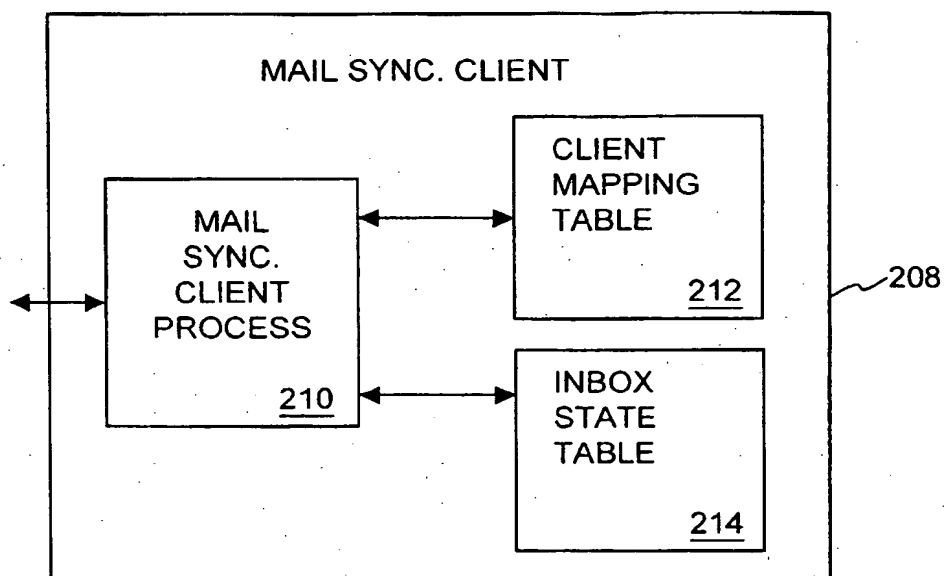 MAIL SYNC. CLIENT
MAIL
SYNC.
CLIENT
PROCESS
210
CLIENT
MAPPING
TABLE
212
208
INBOX
STATE
TABLE
214